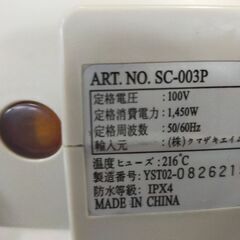 ART. NO. SC-003P
定格電圧 : 100V
定格消費電力 : 1,450W
定格周波数 : 50/60Hz
輸入元 : (株)クマザキエイム
温度ヒューズ : 216℃
製造番号 : YST02-082621
防水等級 : IPX4
MADE IN CHINA